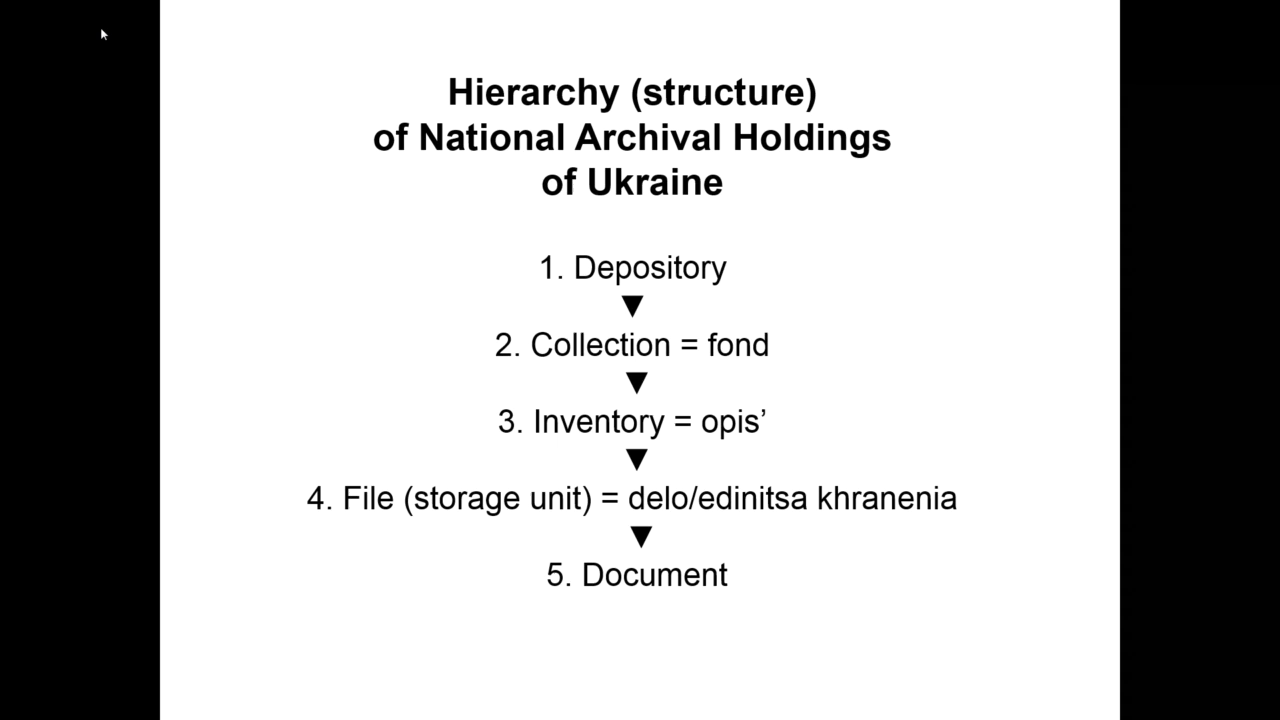 Hierarchy (structure)
of National Archival Holdings
of Ukraine
1. Depository
▼
2. Collection = fond
▼
3. Inventory = opis’
▼
4. File (storage unit) = delo/edinitsa khranenia
▼
5. Document